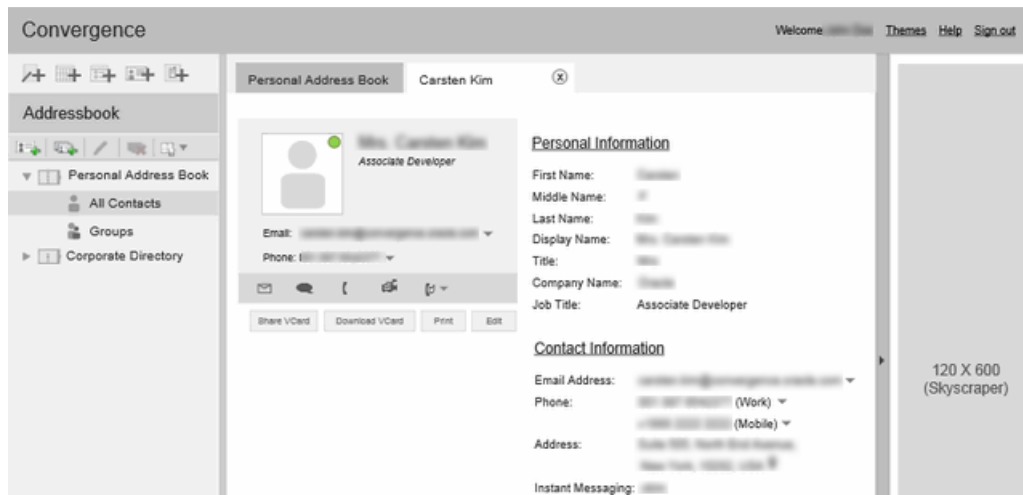 Convergence
Welcome
Themes Help Sign out
Addressbook
Personal Address Book
All Contacts
Groups
Corporate Directory
Personal Address Book
Carsten Kim
Associate Developer
Email:
Phone:
Share VCard
Download VCard
Print
Edit
Personal Information
First Name:
Middle Name:
Last Name:
Display Name:
Title:
Company Name:
Job Title: Associate Developer
Contact Information
Email Address:
Phone: (Work)
(Mobile)
Address:
Instant Messaging:
120 X 600
(Skyscraper)